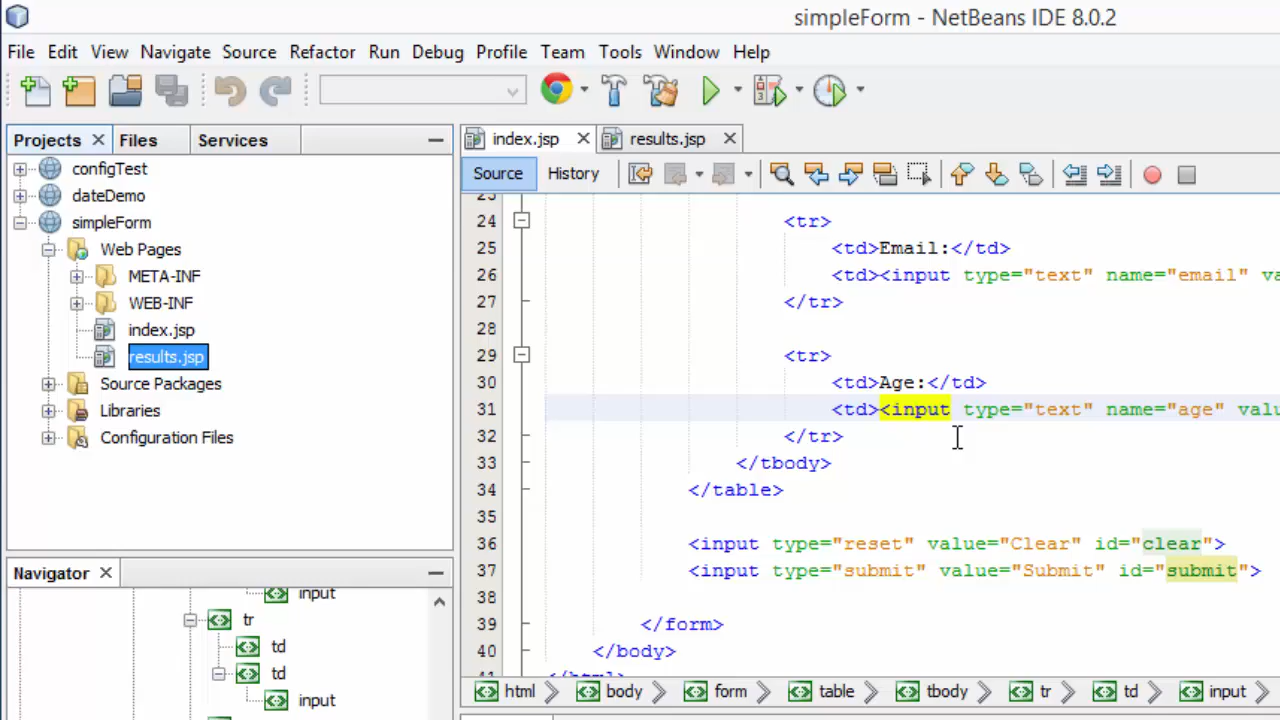 simpleForm - NetBeans IDE 8.0.2
File Edit View Navigate Source Refactor Run Debug Profile Team Tools Window Help
Projects Files Services
configTest
dateDemo
simpleForm
Web Pages
META-INF
WEB-INF
index.jsp
results.jsp
Source Packages
Libraries
Configuration Files
Navigator
input
tr
td
td
input
index.jsp results.jsp
Source History
24 <tr>
25 <td>Email:</td>
26 <td><input type="text" name="email" va
27 </tr>
28
29 <tr>
30 <td>Age:</td>
31 <td><input type="text" name="age" valu
32 </tr>
33 </tbody>
34 </table>
35
36 <input type="reset" value="Clear" id="clear">
37 <input type="submit" value="Submit" id="submit">
38
39 </form>
40 </body>
html body form table tbody tr td input